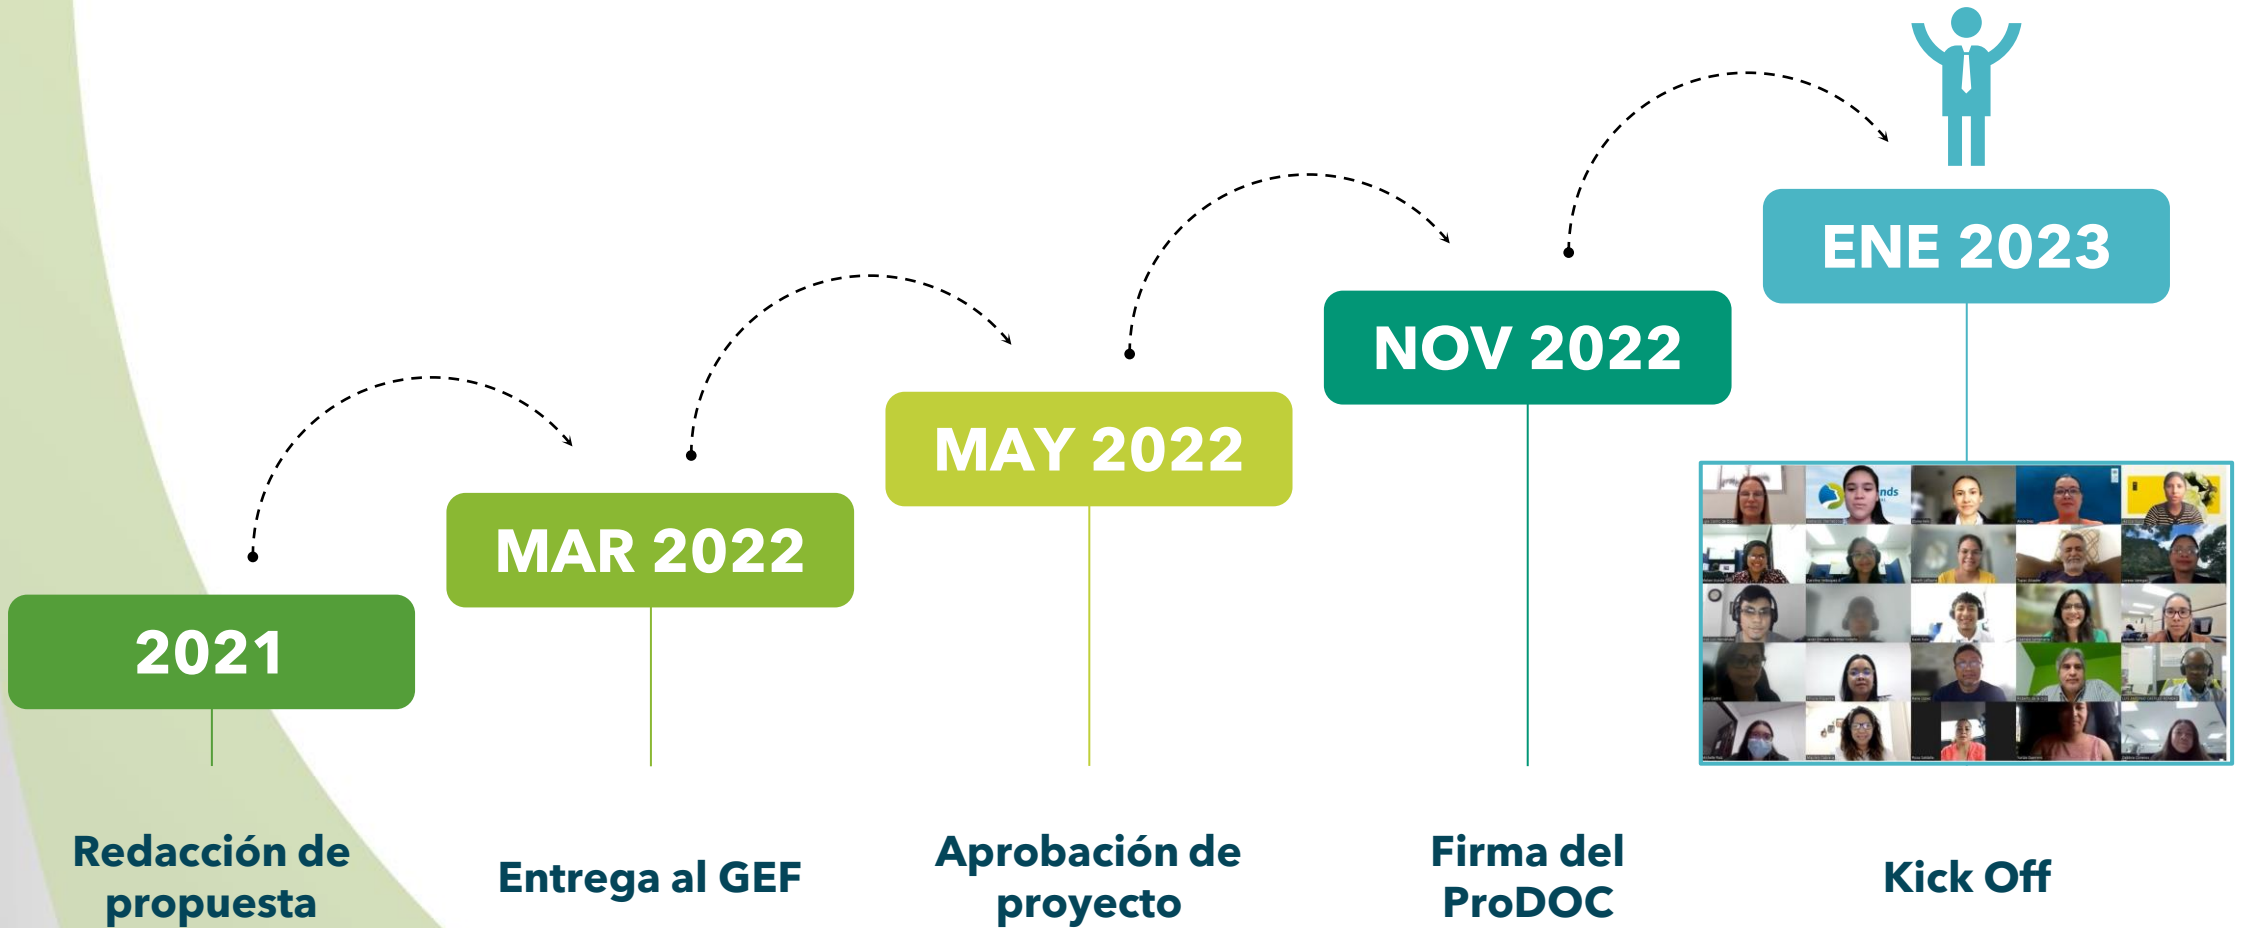 ENE 2023
NOV 2022
MAY 2022
MAR 2022
2021
nds
Redacción de
propuesta
Entrega al GEF
Aprobación de
proyecto
Firma del
ProDOC
Kick Off